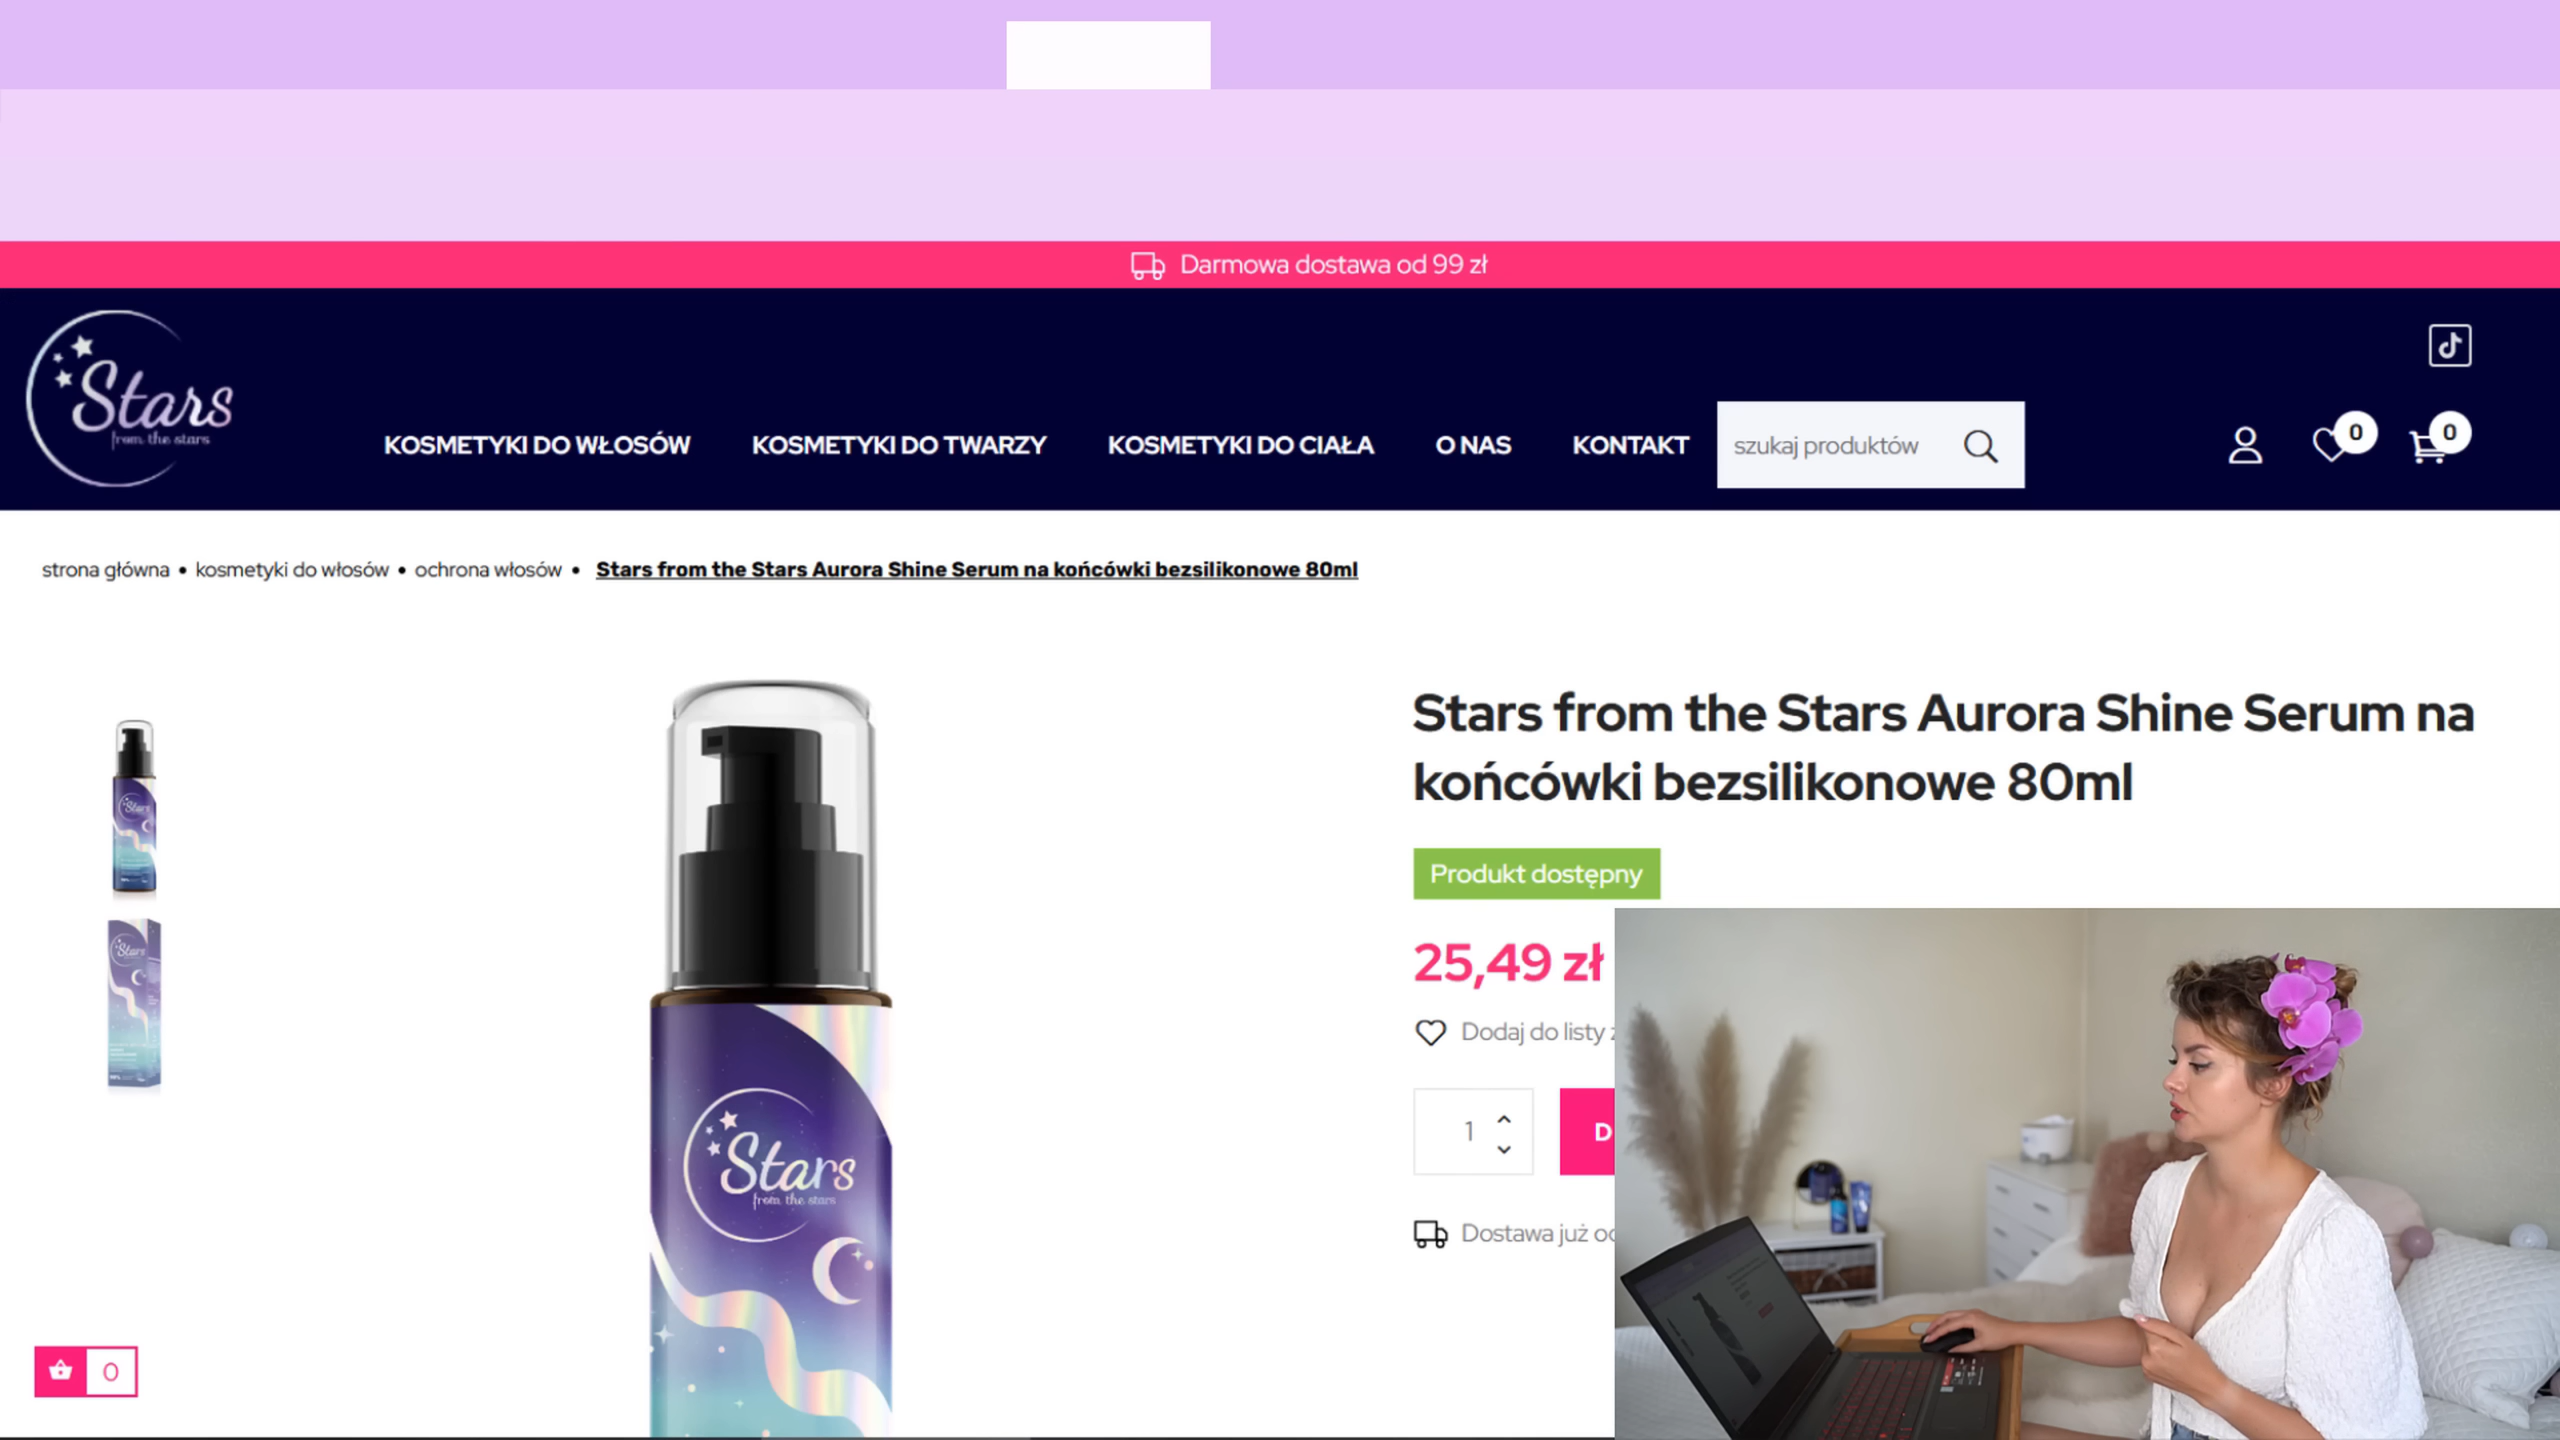 Darmowa dostawa od 99 zł
Stars
from the stars
KOSMETYKI DO WŁOSÓW
KOSMETYKI DO TWARZY
KOSMETYKI DO CIAŁA
O NAS
KONTAKT
szukaj produktów
0
0
strona główna • kosmetyki do włosów • ochrona włosów • Stars from the Stars Aurora Shine Serum na końcówki bezsilikonowe 80ml
Stars from the Stars Aurora Shine Serum na
końcówki bezsilikonowe 80ml
Produkt dostępny
25,49 zł
Dodaj do listy
1
D
Dostawa już
Stars
from the stars
Stars
Stars
0